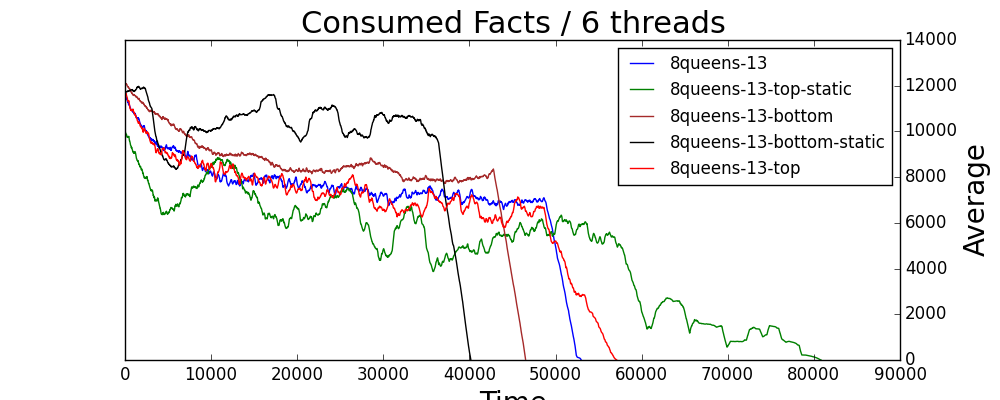 Consumed Facts / 6 threads
14000
12000
10000
8000
6000
4000
2000
0
Average
8queens-13
8queens-13-top-static
8queens-13-bottom
8queens-13-bottom-static
8queens-13-top
0 10000 20000 30000 40000 50000 60000 70000 80000 90000
Time